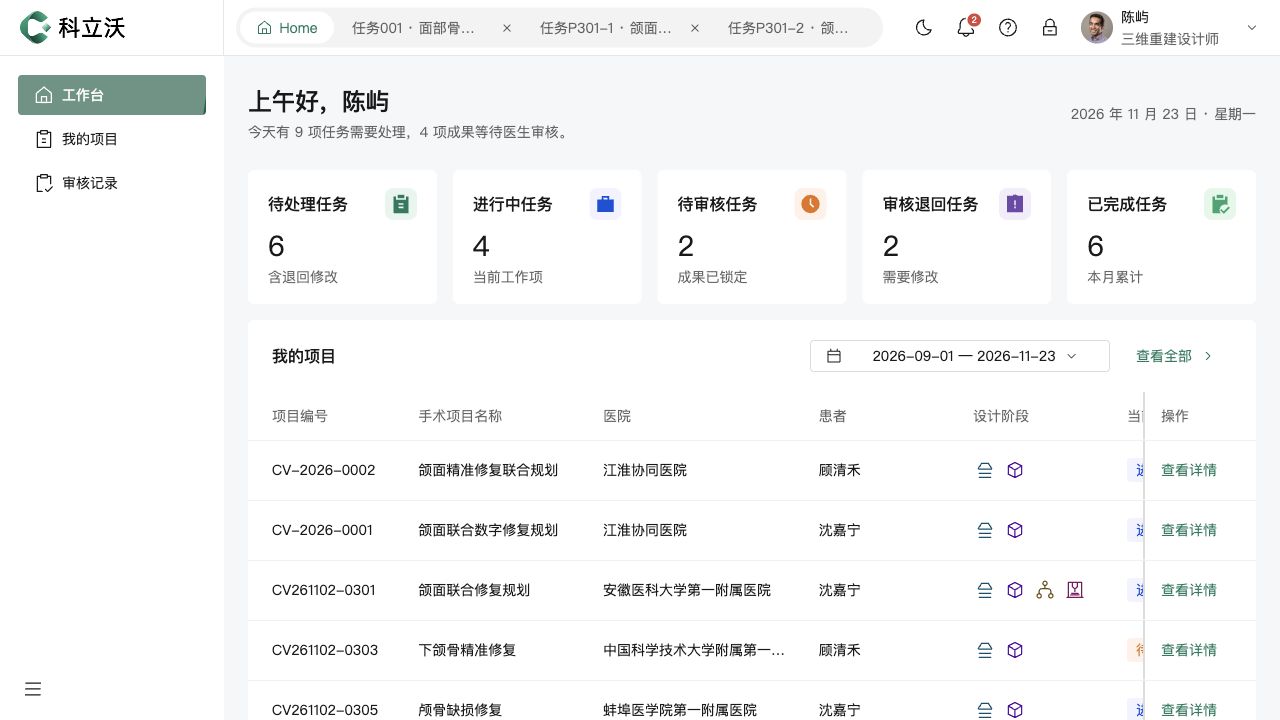 科立沃
Home
任务001 · 面部骨...
任务P301-1 · 颌面...
任务P301-2 · 颌...
2
陈屿
三维重建设计师
工作台
我的项目
审核记录
上午好，陈屿
今天有 9 项任务需要处理，4 项成果等待医生审核。
2026 年 11 月 23 日 · 星期一
待处理任务
6
含退回修改
进行中任务
4
当前工作项
待审核任务
2
成果已锁定
审核退回任务
2
需要修改
已完成任务
6
本月累计
我的项目
2026-09-01 — 2026-11-23
查看全部
项目编号 手术项目名称 医院 患者 设计阶段 操作
CV-2026-0002 颌面精准修复联合规划 江淮协同医院 顾清禾 查看详情
CV-2026-0001 颌面联合数字修复规划 江淮协同医院 沈嘉宁 查看详情
CV261102-0301 颌面联合修复规划 安徽医科大学第一附属医院 沈嘉宁 查看详情
CV261102-0303 下颌骨精准修复 中国科学技术大学附属第一... 顾清禾 查看详情
CV261102-0305 颅骨缺损修复 蚌埠医学院第一附属医院 沈嘉宁 查看详情